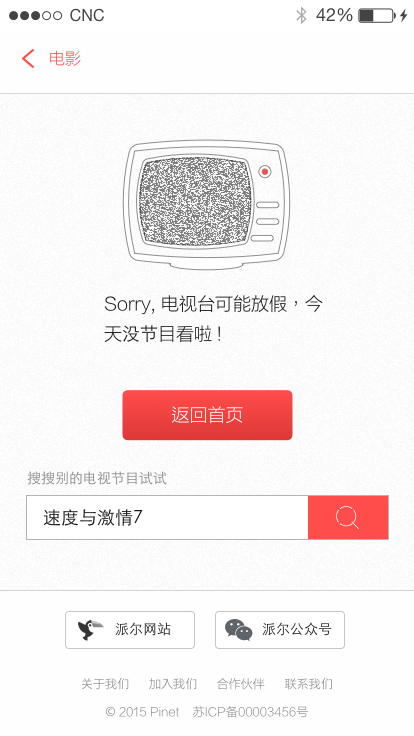 CNC 42%
电影
Sorry, 电视台可能放假，今
天没节目看啦！
返回首页
搜搜别的电视节目试试
速度与激情7
派尔网站 派尔公众号
关于我们 加入我们 合作伙伴 联系我们
© 2015 Pinet 苏ICP备00003456号